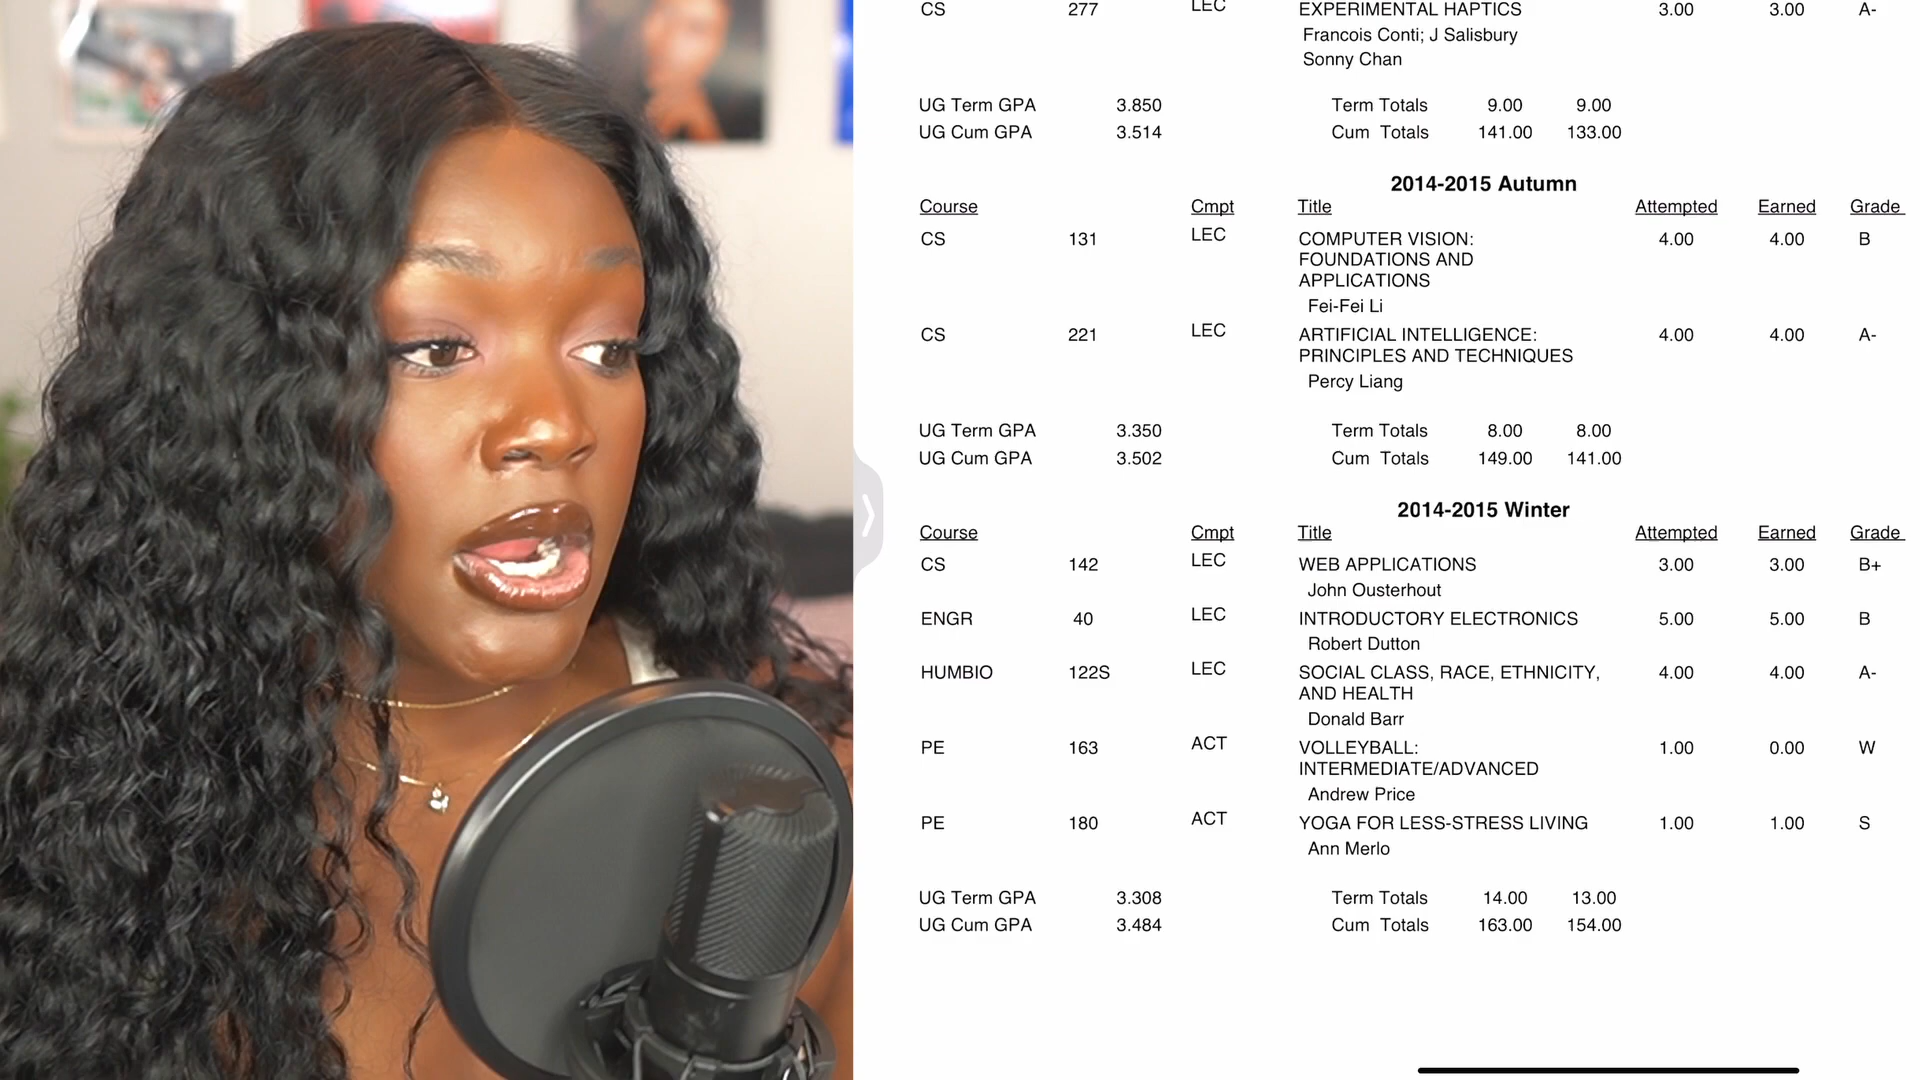 CS 277 LEC EXPERIMENTAL HAPTICS 3.00 3.00 A-
Francois Conti; J Salisbury
Sonny Chan
UG Term GPA 3.850 Term Totals 9.00 9.00
UG Cum GPA 3.514 Cum Totals 141.00 133.00
2014-2015 Autumn
Course Cmpt Title Attempted Earned Grade
CS 131 LEC COMPUTER VISION: 4.00 4.00 B
FOUNDATIONS AND
APPLICATIONS
Fei-Fei Li
CS 221 LEC ARTIFICIAL INTELLIGENCE: 4.00 4.00 A-
PRINCIPLES AND TECHNIQUES
Percy Liang
UG Term GPA 3.350 Term Totals 8.00 8.00
UG Cum GPA 3.502 Cum Totals 149.00 141.00
2014-2015 Winter
Course Cmpt Title Attempted Earned Grade
CS 142 LEC WEB APPLICATIONS 3.00 3.00 B+
John Ousterhout
ENGR 40 LEC INTRODUCTORY ELECTRONICS 5.00 5.00 B
Robert Dutton
HUMBIO 122S LEC SOCIAL CLASS, RACE, ETHNICITY, 4.00 4.00 A-
AND HEALTH
Donald Barr
PE 163 ACT VOLLEYBALL: 1.00 0.00 W
INTERMEDIATE/ADVANCED
Andrew Price
PE 180 ACT YOGA FOR LESS-STRESS LIVING 1.00 1.00 S
Ann Merlo
UG Term GPA 3.308 Term Totals 14.00 13.00
UG Cum GPA 3.484 Cum Totals 163.00 154.00